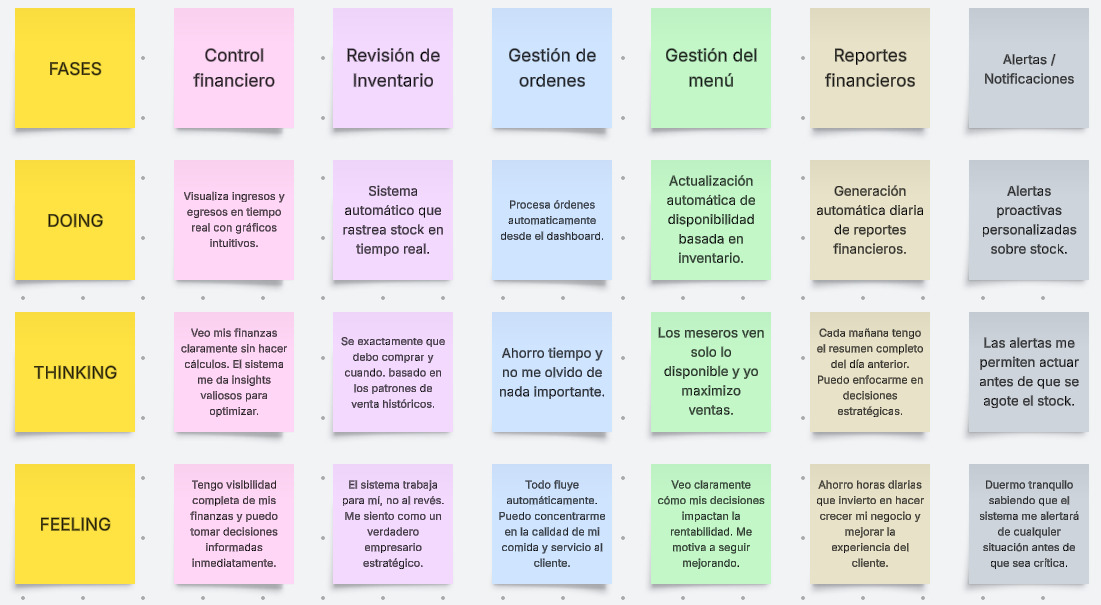 FASES
Control
financiero
Revisión de
Inventario
Gestión de
ordenes
Gestión del
menú
Reportes
financieros
Alertas /
Notificaciones
DOING
Visualiza ingresos y
egresos en tiempo
real con gráficos
intuitivos.
Sistema
automático que
rastrea stock en
tiempo real.
Procesa órdenes
automaticamente
desde el dashboard.
Actualización
automática de
disponibilidad
basada en
inventario.
Generación
automática diaria
de reportes
financieros.
Alertas
proactivas
personalizadas
sobre stock.
THINKING
Veo mis finanzas
claramente sin hacer
cálculos. El sistema
me da insights
valiosos para
optimizar.
Se exactamente que
debo comprar y
cuando. basado en
los patrones de
venta históricos.
Ahorro tiempo y
no me olvido de
nada importante.
Los meseros ven
solo lo
disponible y yo
maximizo
ventas.
Cada mañana tengo
el resumen completo
del día anterior.
Puedo enfocarme en
decisiones
estratégicas.
Las alertas me
permiten actuar
antes de que se
agote el stock.
FEELING
Tengo visibilidad
completa de mis
finanzas y puedo
tomar decisiones
informadas
inmediatamente.
El sistema trabaja
para mí, no al revés.
Me siento como un
verdadero
empresario
estratégico.
Todo fluye
automáticamente.
Puedo concentrarme
en la calidad de mi
comida y servicio al
cliente.
Veo claramente
cómo mis decisiones
impactan la
rentabilidad. Me
motiva a seguir
mejorando.
Ahorro horas diarias
que invierto en hacer
crecer mi negocio y
mejorar la
experiencia del
cliente.
Duermo tranquilo
sabiendo que el
sistema me alertará
de cualquier
situación antes de
que sea crítica.